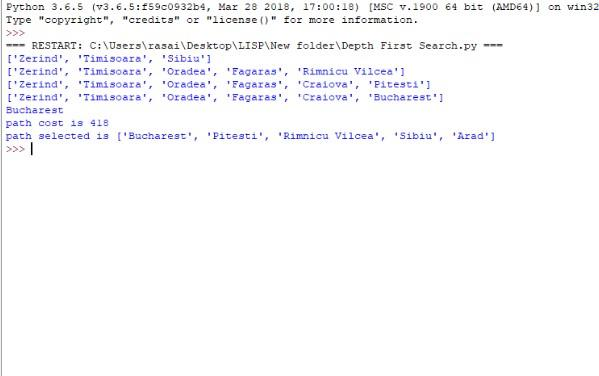 Python 3.6.5 (v3.6.5:f59c0932b4, Mar 28 2018, 17:00:18) [MSC v.1900 64 bit (AMD64)] on win32
Type "copyright", "credits" or "license()" for more information.
>>>
=== RESTART: C:\Users\rasai\Desktop\LISP\New folder\Depth First Search.py ===
['Zerind', 'Timisoara', 'Sibiu']
['Zerind', 'Timisoara', 'Oradea', 'Fagaras', 'Rimnicu Vilcea']
['Zerind', 'Timisoara', 'Oradea', 'Fagaras', 'Craiova', 'Pitesti']
['Zerind', 'Timisoara', 'Oradea', 'Fagaras', 'Craiova', 'Bucharest']
Bucharest
path cost is 418
path selected is ['Bucharest', 'Pitesti', 'Rimnicu Vilcea', 'Sibiu', 'Arad']
>>>